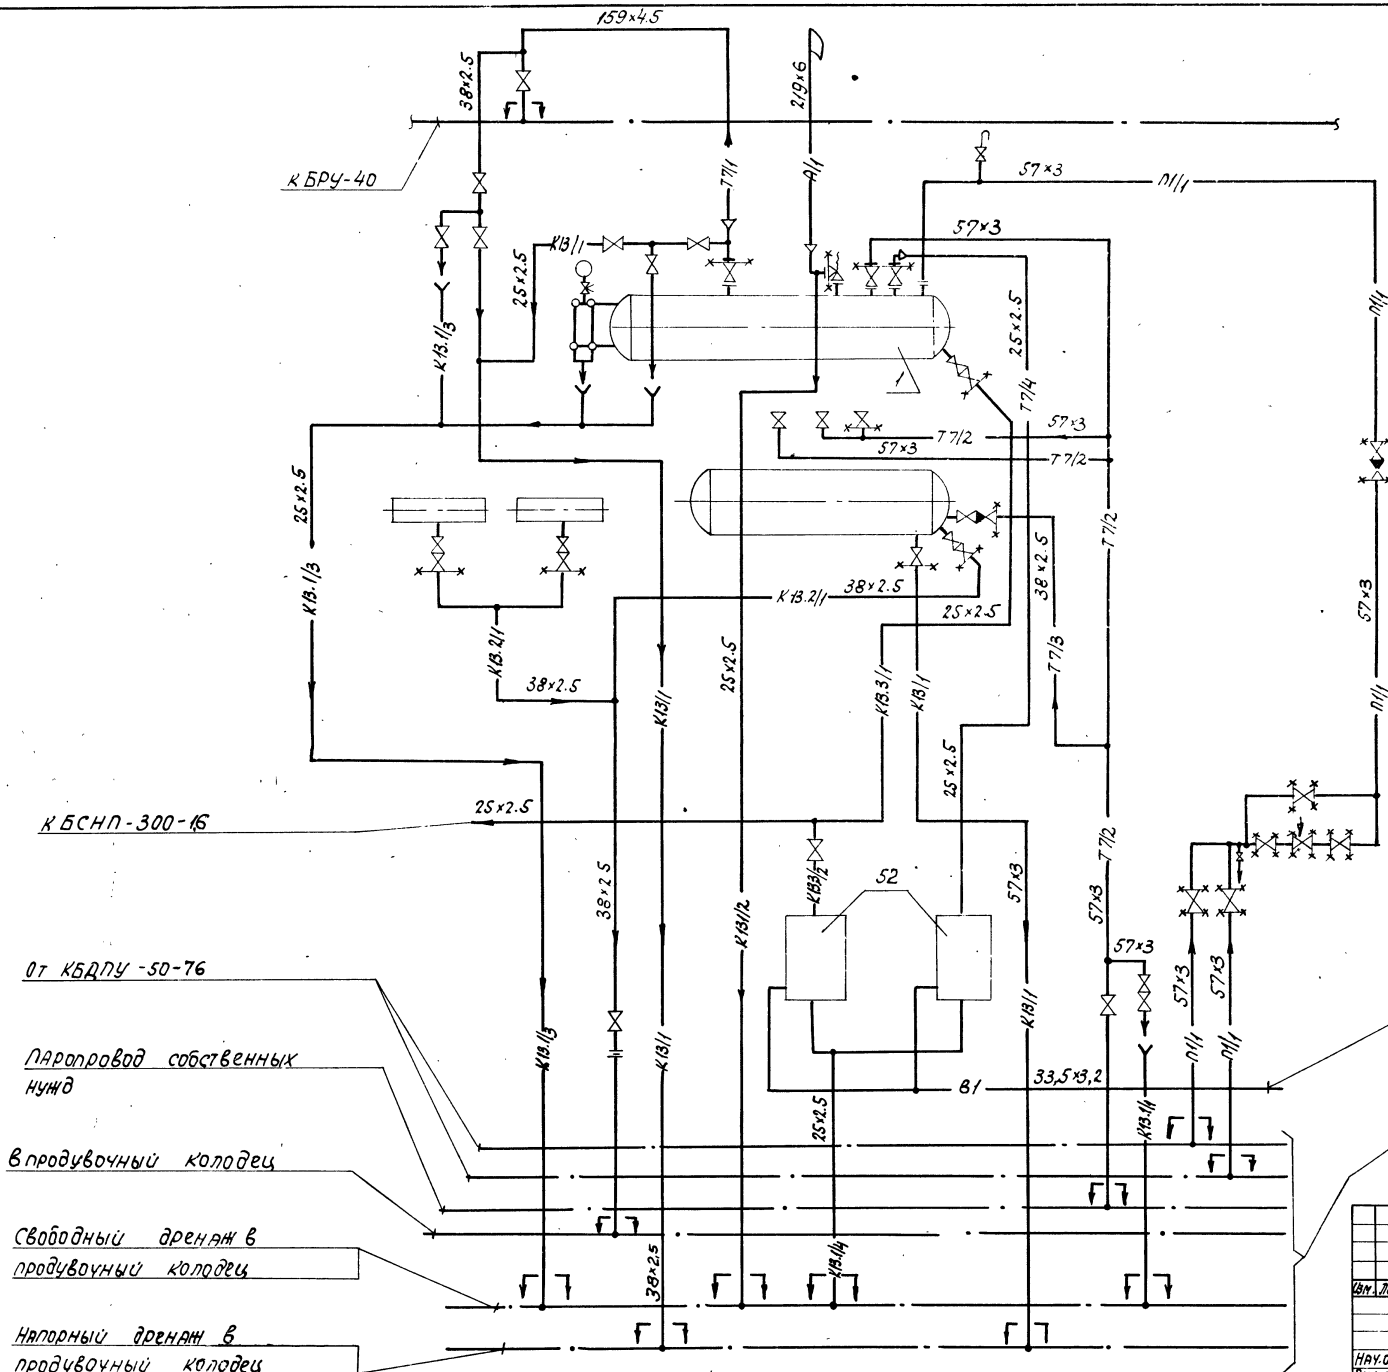 159×4.5
38×2.5
219×6
К БРУ-40
Т7/1
А/1
57×3
П1/1
К13/1
57×3
25×2.5
25×2.5
П1/1
К13.1/3
1
Т7/4
57×3
Т7/2
57×3
Т7/2
25×2.5
Т7/2
38×2.5
К13.1/3
К13.2/1
38×2.5
25×2.5
57×3
К13.2/1
25×2.5
Т7/3
38×2.5
К13/1
К13.3/1
К13/1
П1/1
25×2.5
25×2.5
К БСНП-300-16
Т7/2
К13.3/2
52
38×2.5
57×3
57×3
К13.1/2
57×3
От КБДПУ-50-76
57×3
57×3
К13/1
Паропровод собственных
нужд
К13.1/3
К13/1
П1/1
П1/1
В1
33,5×3,2
25×2.5
К13.1/4
В продувочный колодец
Свободный дренаж в
продувочный колодец
38×2.5
К13.1/4
Изм.
Напорный дренаж в
продувочный колодец